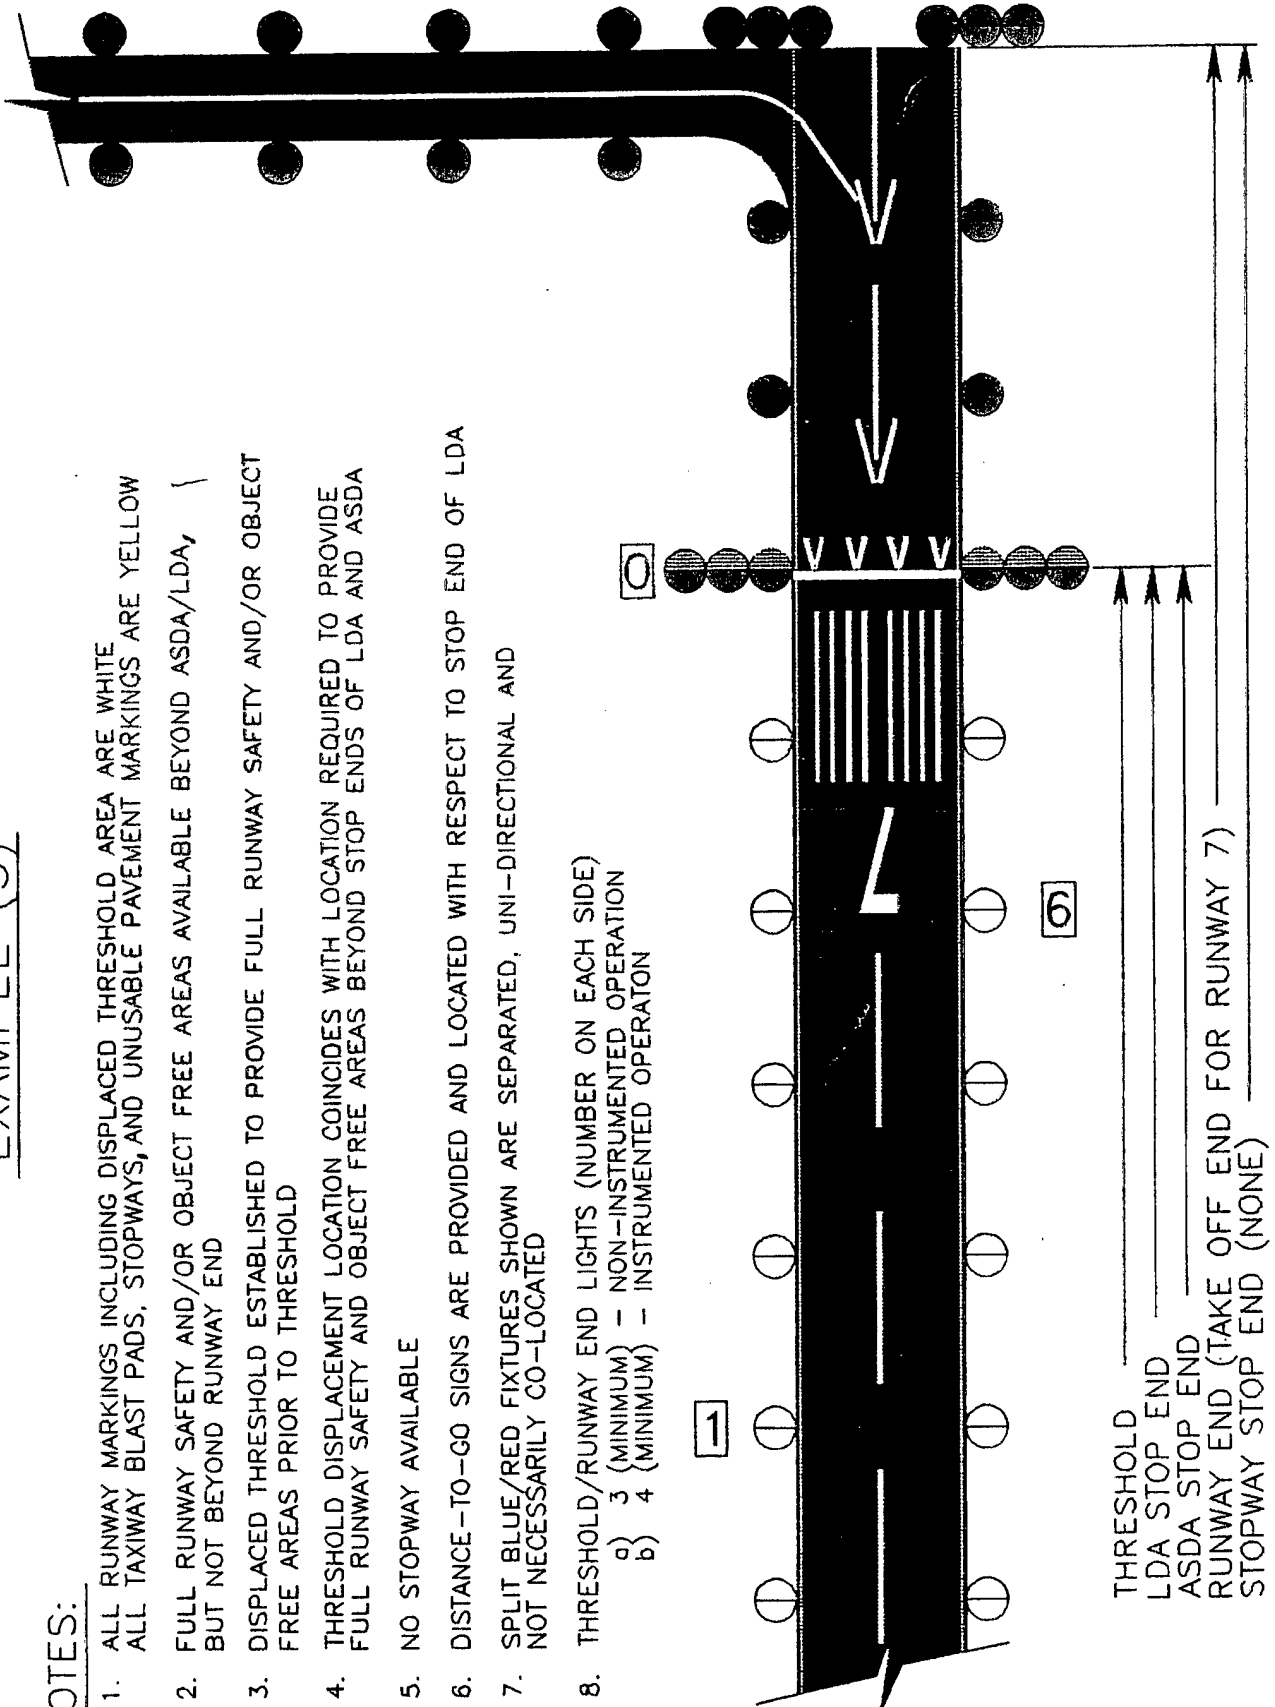 EXAMPLE (3)
OTES:
1. ALL RUNWAY MARKINGS INCLUDING DISPLACED THRESHOLD AREA ARE WHITE
ALL TAXIWAY BLAST PADS, STOPWAYS, AND UNUSABLE PAVEMENT MARKINGS ARE YELLOW
2. FULL RUNWAY SAFETY AND/OR OBJECT FREE AREAS AVAILABLE BEYOND ASDA/LDA,
BUT NOT BEYOND RUNWAY END
3. DISPLACED THRESHOLD ESTABLISHED TO PROVIDE FULL RUNWAY SAFETY AND/OR OBJECT
FREE AREAS PRIOR TO THRESHOLD
4. THRESHOLD DISPLACEMENT LOCATION COINCIDES WITH LOCATION REQUIRED TO PROVIDE
FULL RUNWAY SAFETY AND OBJECT FREE AREAS BEYOND STOP ENDS OF LDA AND ASDA
5. NO STOPWAY AVAILABLE
6. DISTANCE-TO-GO SIGNS ARE PROVIDED AND LOCATED WITH RESPECT TO STOP END OF LDA
7. SPLIT BLUE/RED FIXTURES SHOWN ARE SEPARATED, UNI-DIRECTIONAL AND
NOT NECESSARILY CO-LOCATED
8. THRESHOLD/RUNWAY END LIGHTS (NUMBER ON EACH SIDE)
a) 3 (MINIMUM) - NON-INSTRUMENTED OPERATION
b) 4 (MINIMUM) - INSTRUMENTED OPERATON
1
0
7
6
THRESHOLD
LDA STOP END
ASDA STOP END
RUNWAY END (TAKE OFF END FOR RUNWAY 7)
STOPWAY STOP END (NONE)